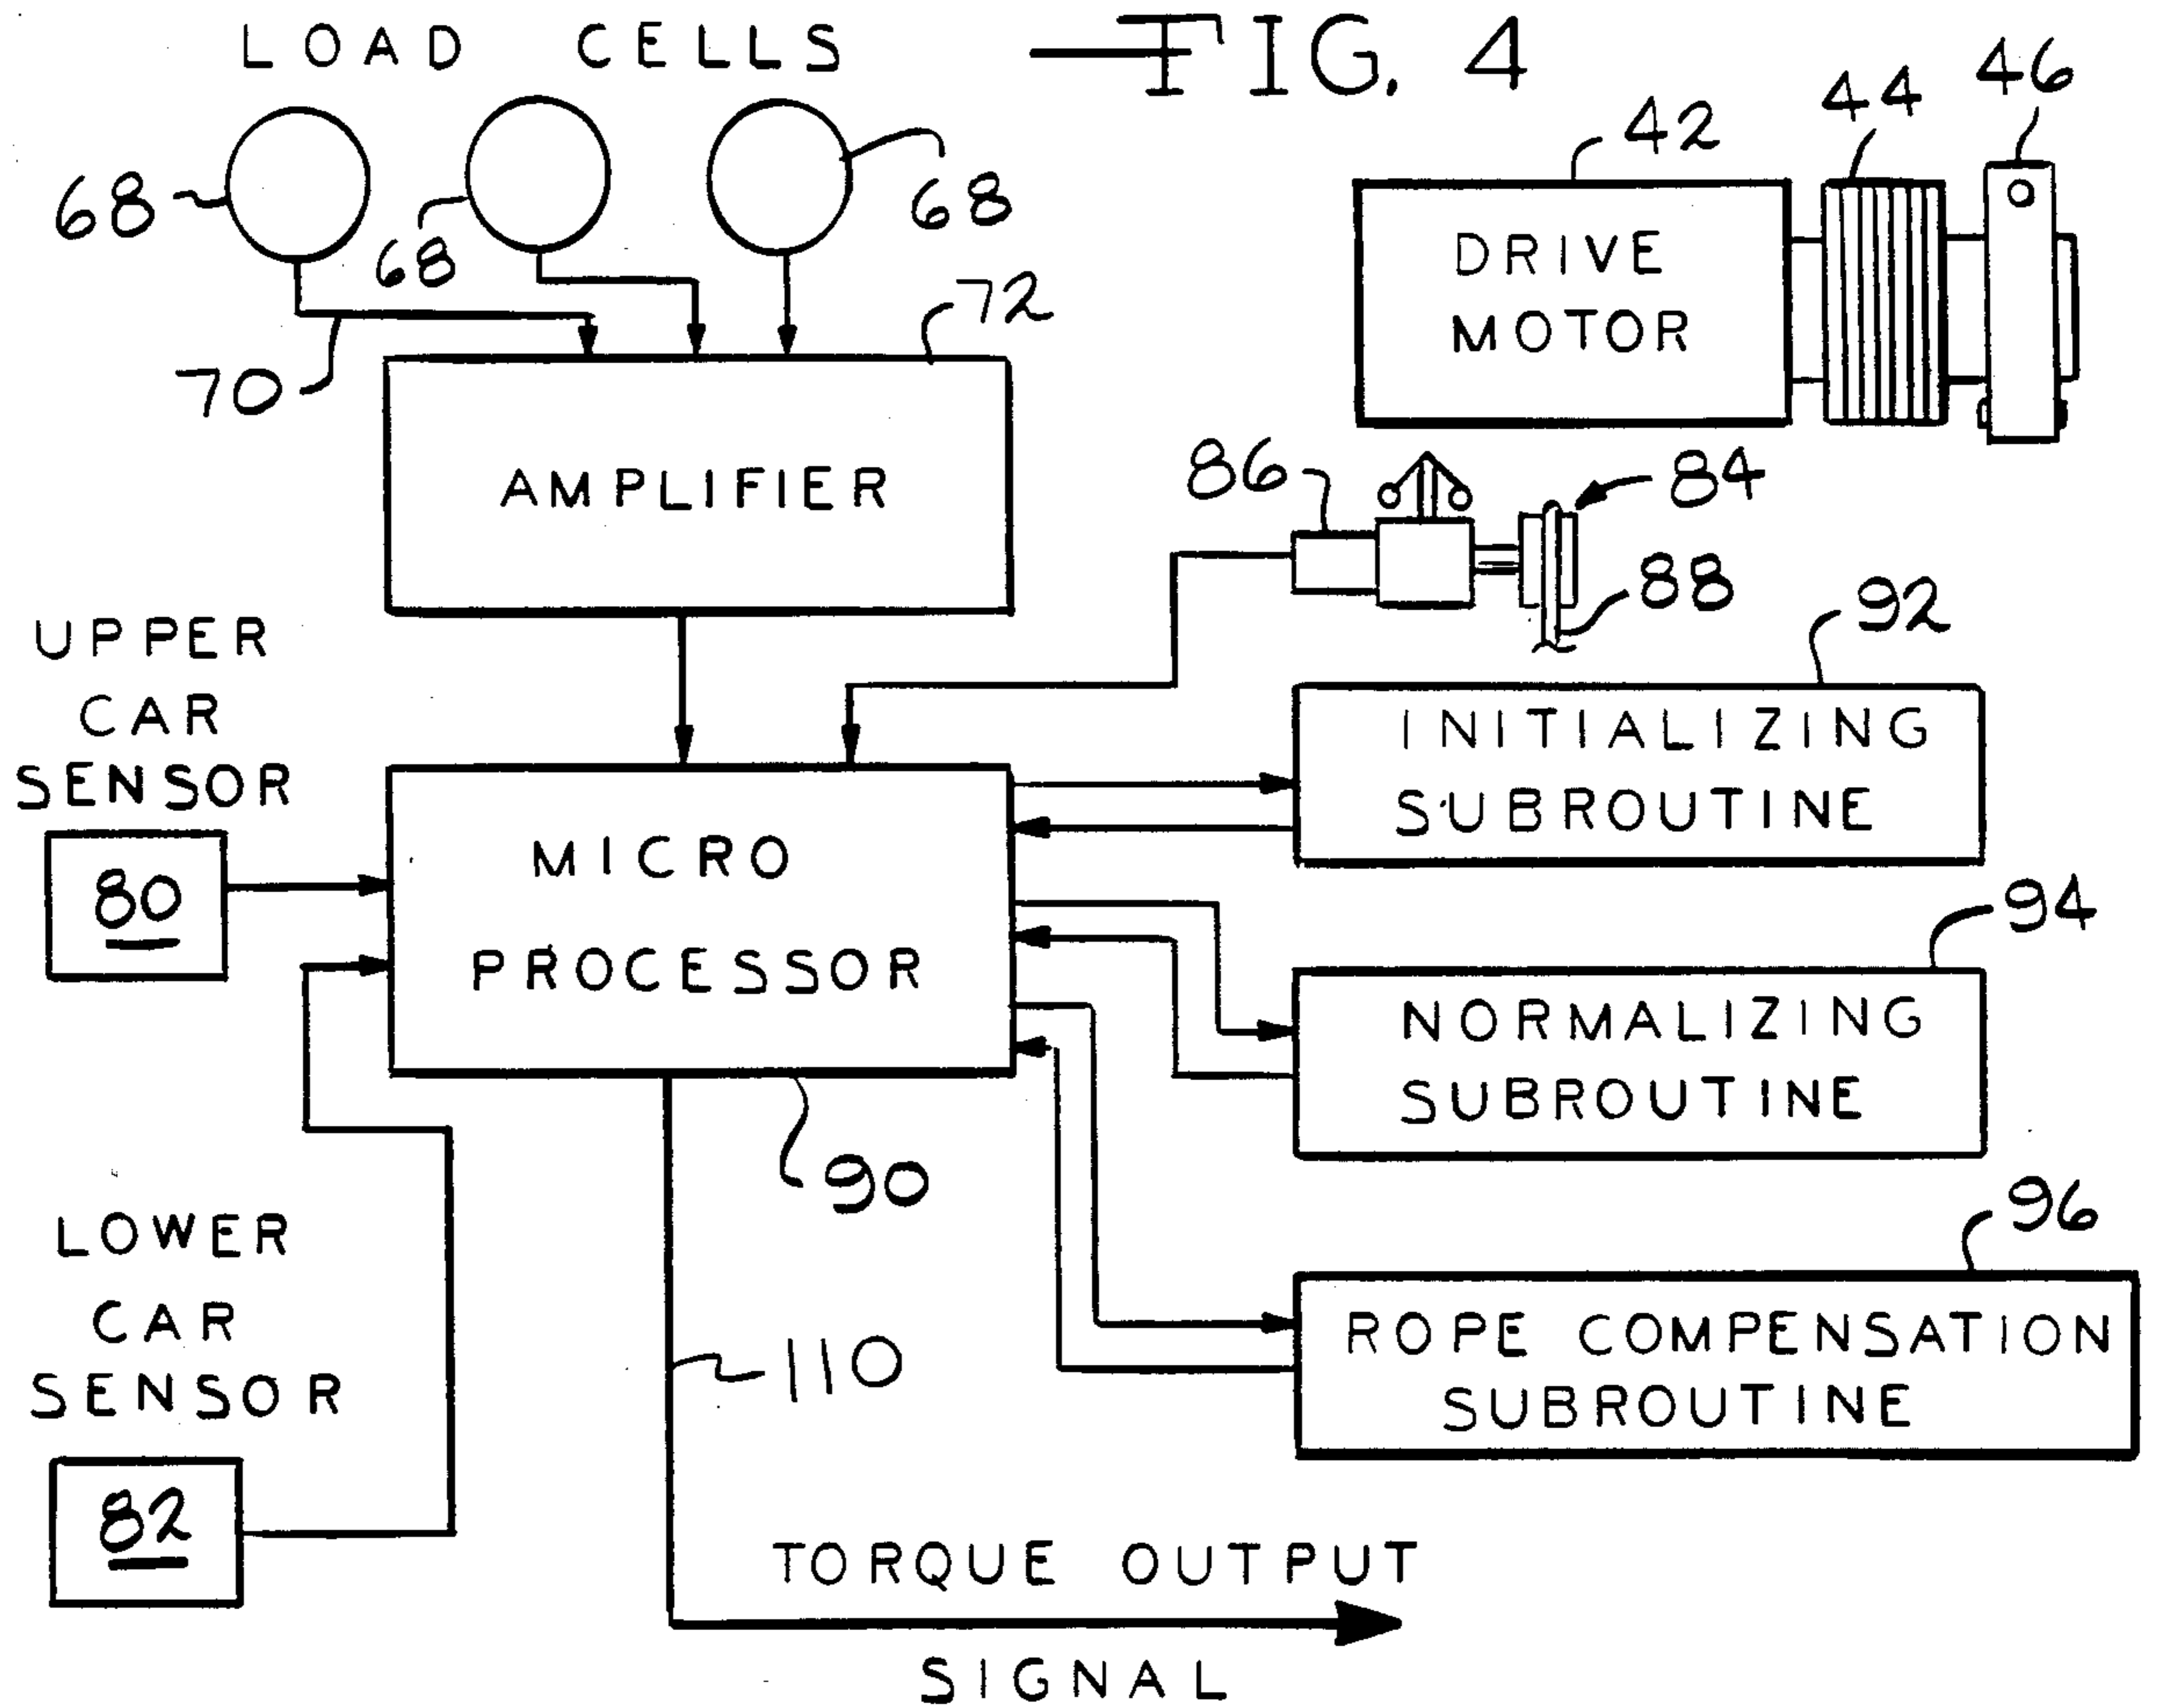 LOAD CELLS
FIG. 4
68
68
68
70
72
42
44
46
DRIVE
MOTOR
AMPLIFIER
86
84
88
UPPER
CAR
SENSOR
80
MICRO
PROCESSOR
90
92
INITIALIZING
SUBROUTINE
94
NORMALIZING
SUBROUTINE
96
ROPE COMPENSATION
SUBROUTINE
LOWER
CAR
SENSOR
82
110
TORQUE OUTPUT
SIGNAL